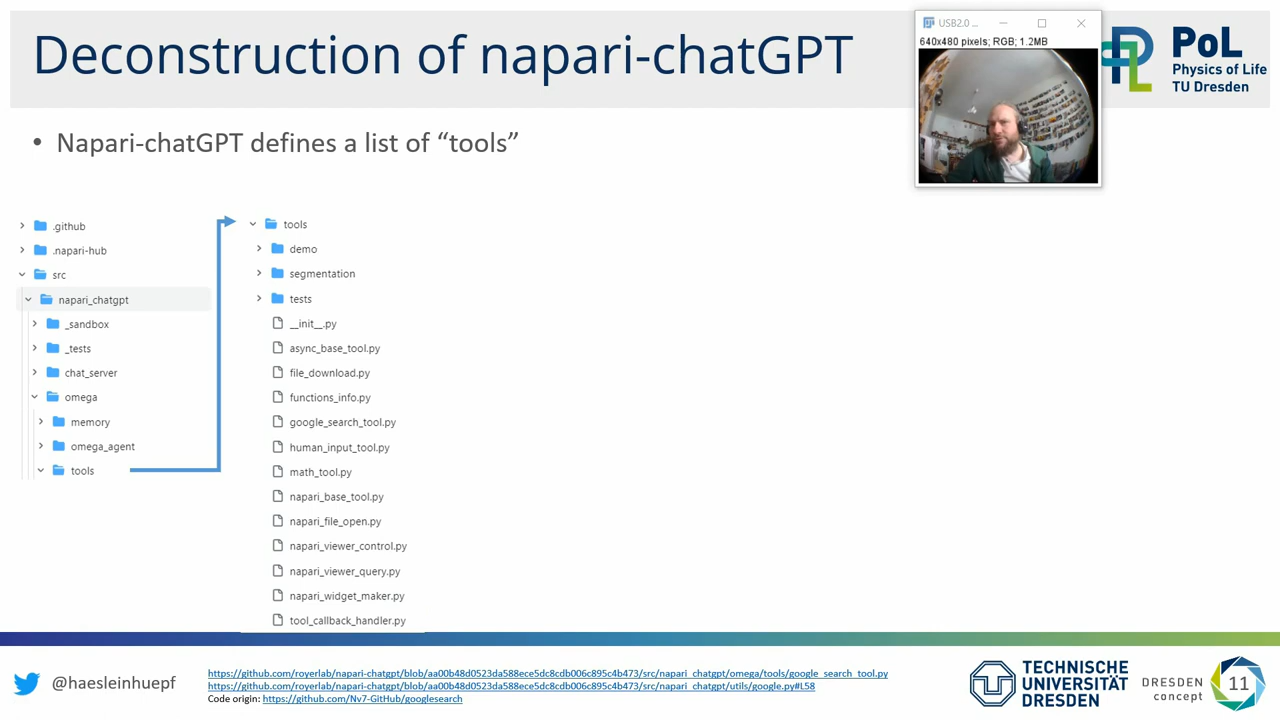 Deconstruction of napari-chatGPT
USB2.0 ...
640x480 pixels; RGB; 1.2MB
PoL
Physics of Life
TU Dresden
• Napari-chatGPT defines a list of “tools”
.github
.napari-hub
src
napari_chatgpt
_sandbox
_tests
chat_server
omega
memory
omega_agent
tools
tools
demo
segmentation
tests
__init__.py
async_base_tool.py
file_download.py
functions_info.py
google_search_tool.py
human_input_tool.py
math_tool.py
napari_base_tool.py
napari_file_open.py
napari_viewer_control.py
napari_viewer_query.py
napari_widget_maker.py
tool_callback_handler.py
@haesleinhuepf
https://github.com/royerlab/napari-chatgpt/blob/aa00b48d0523da588ece5dc8cdb006c895c4b473/src/napari_chatgpt/omega/tools/google_search_tool.py
https://github.com/royerlab/napari-chatgpt/blob/aa00b48d0523da588ece5dc8cdb006c895c4b473/src/napari_chatgpt/utils/google.py#L58
Code origin: https://github.com/Nv7-GitHub/googlesearch
TECHNISCHE
UNIVERSITÄT
DRESDEN
DRESDEN
concept
11